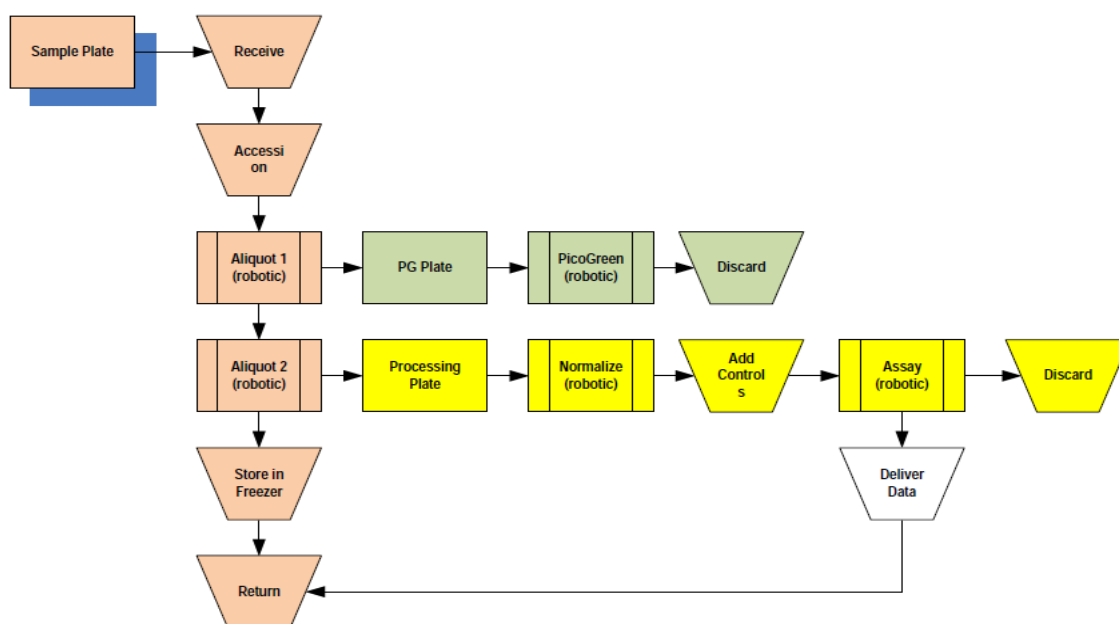 Sample Plate
Receive
Accessi
on
Aliquot 1
(robotic)
PG Plate
PicoGreen
(robotic)
Discard
Aliquot 2
(robotic)
Processing
Plate
Normalize
(robotic)
Add
Control
s
Assay
(robotic)
Discard
Store in
Freezer
Deliver
Data
Return